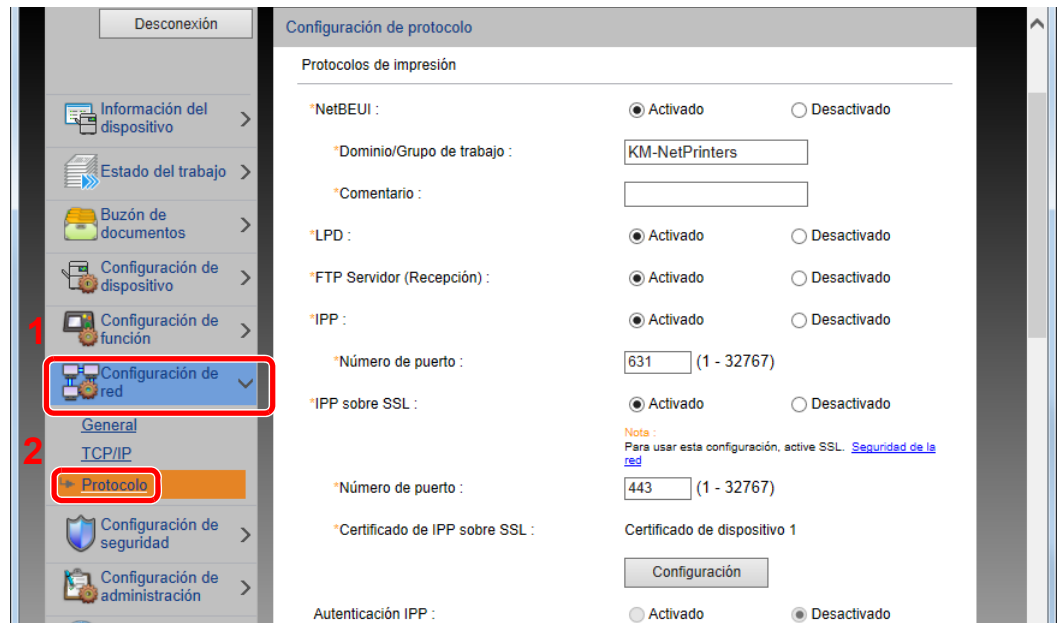 Desconexión
Información del
dispositivo
Estado del trabajo
Buzón de
documentos
Configuración de
dispositivo
1
Configuración de
función
Configuración de
red
General
2
TCP/IP
Protocolo
Configuración de
seguridad
Configuración de
administración
Configuración de protocolo
Protocolos de impresión
*NetBEUI : Activado Desactivado
*Dominio/Grupo de trabajo : KM-NetPrinters
*Comentario :
*LPD : Activado Desactivado
*FTP Servidor (Recepción) : Activado Desactivado
*IPP : Activado Desactivado
*Número de puerto : 631 (1 - 32767)
*IPP sobre SSL : Activado Desactivado
Nota :
Para usar esta configuración, active SSL. Seguridad de la
red
*Número de puerto : 443 (1 - 32767)
*Certificado de IPP sobre SSL : Certificado de dispositivo 1
Configuración
Autenticación IPP : Activado Desactivado